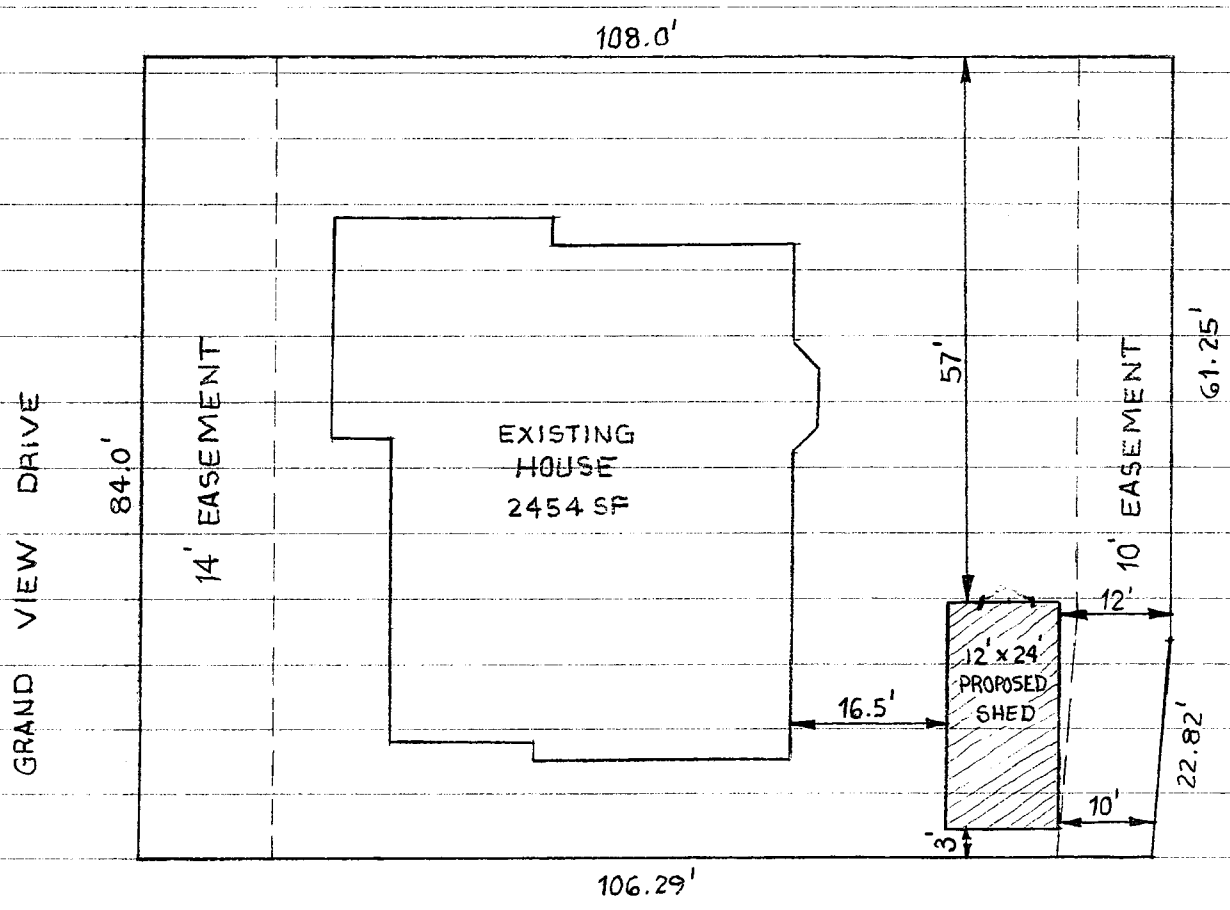 108.0'
GRAND VIEW DRIVE
84.0'
14' EASEMENT
EXISTING
HOUSE
2454 SF
57'
10' EASEMENT
61.25'
12'
12' x 24'
PROPOSED
SHED
16.5'
22.82'
10'
3'
106.29'